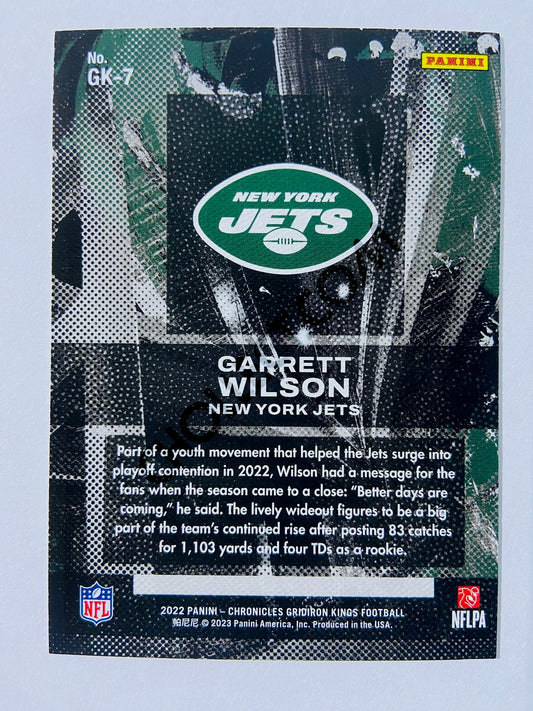 No.
GK-7
PANINI
NEW YORK
JETS
GARRETT
WILSON
NEW YORK JETS
Part of a youth movement that helped the Jets surge into
playoff contention in 2022, Wilson had a message for the
fans when the season came to a close: “Better days are
coming,” he said. The lively wideout figures to be a big
part of the team’s continued rise after posting 83 catches
for 1,103 yards and four TDs as a rookie.
NFL
2022 PANINI – CHRONICLES GRIDIRON KINGS FOOTBALL
帕尼尼 © 2023 Panini America, Inc. Produced in the USA.
NFLPA